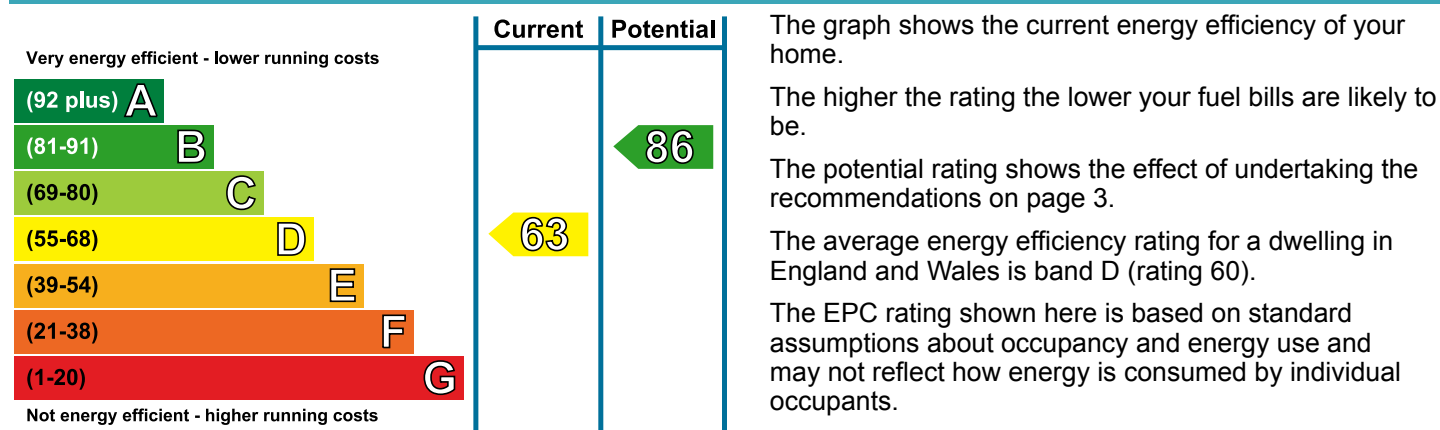 Current Potential
Very energy efficient - lower running costs
(92 plus) A
(81-91) B
86
(69-80) C
(55-68) D
63
(39-54) E
(21-38) F
(1-20) G
Not energy efficient - higher running costs
The graph shows the current energy efficiency of your
home.
The higher the rating the lower your fuel bills are likely to
be.
The potential rating shows the effect of undertaking the
recommendations on page 3.
The average energy efficiency rating for a dwelling in
England and Wales is band D (rating 60).
The EPC rating shown here is based on standard
assumptions about occupancy and energy use and
may not reflect how energy is consumed by individual
occupants.